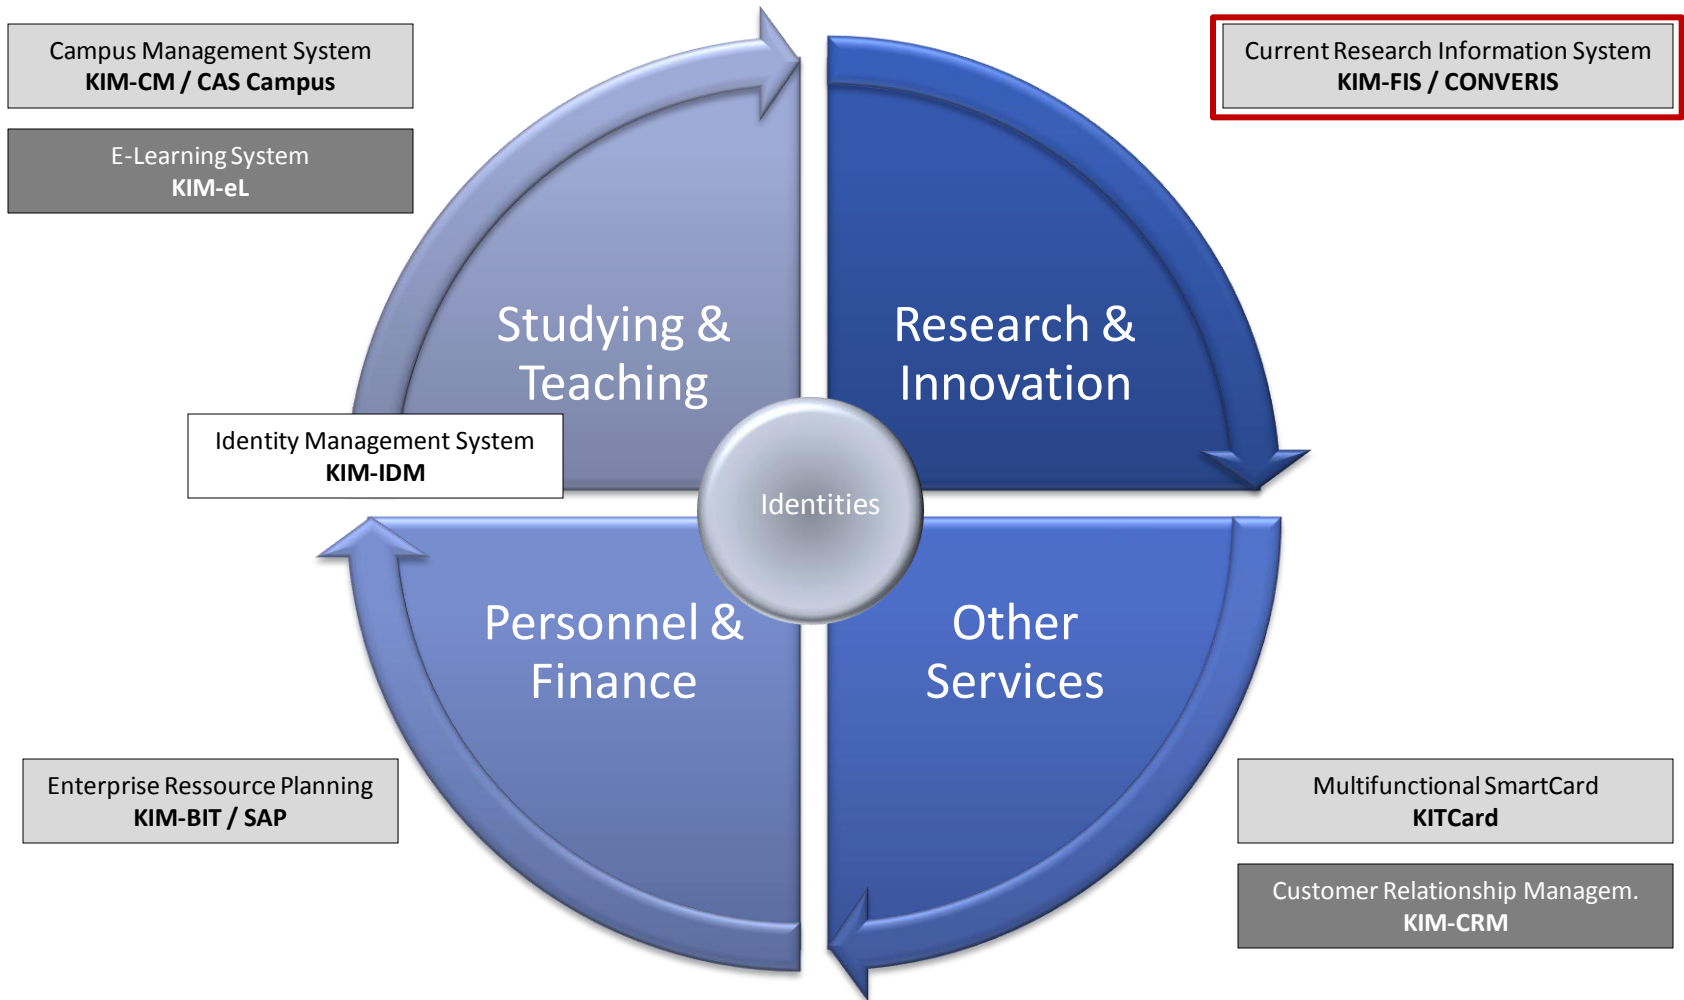 Campus Management System
KIM-CM / CAS Campus
E-Learning System
KIM-eL
Current Research Information System
KIM-FIS / CONVERIS
Studying &
Teaching
Research &
Innovation
Identity Management System
KIM-IDM
Identities
Personnel &
Finance
Other
Services
Enterprise Ressource Planning
KIM-BIT / SAP
Multifunctional SmartCard
KITCard
Customer Relationship Managem.
KIM-CRM